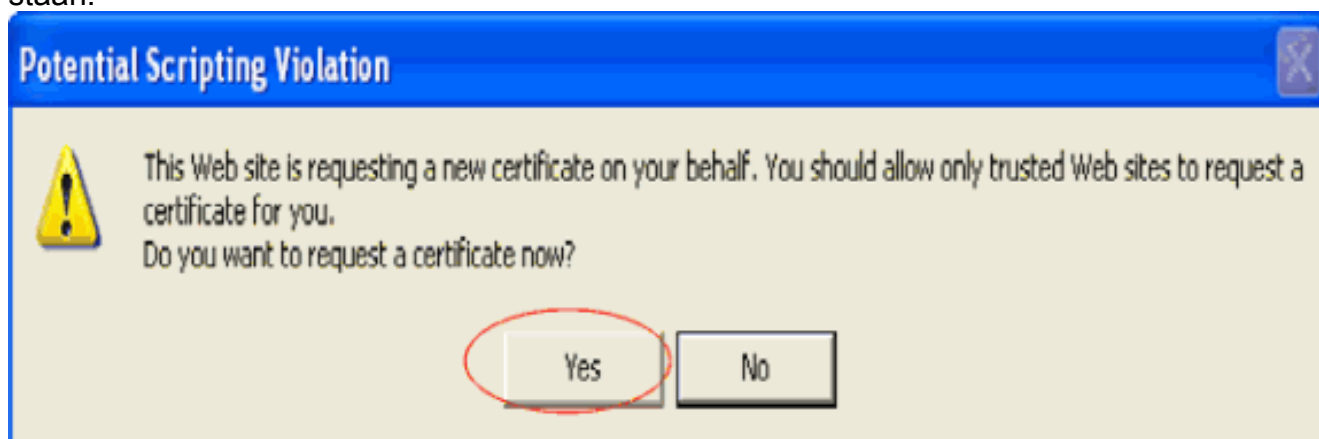 staan.
Potential Scripting Violation
This Web site is requesting a new certificate on your behalf. You should allow only trusted Web sites to request a
certificate for you.
Do you want to request a certificate now?
Yes No